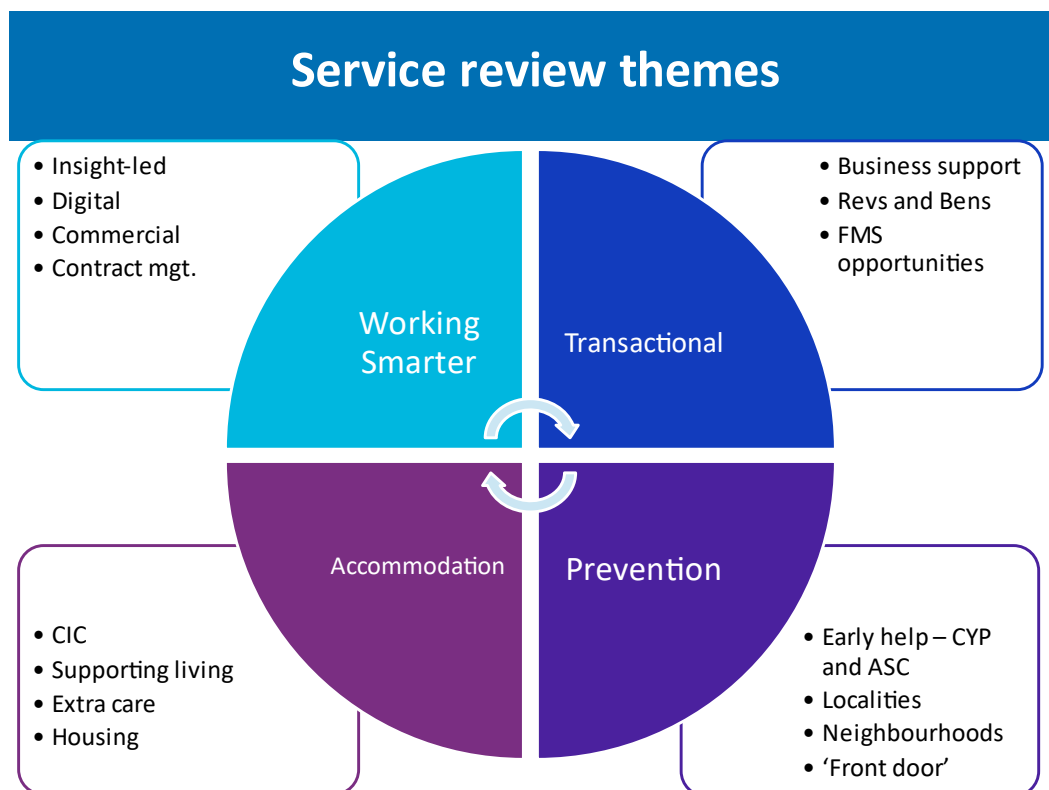 Service review themes
• Insight-led
• Digital
• Commercial
• Contract mgt.
• Business support
• Revs and Bens
• FMS
opportunities
Working
Smarter
Transactional
Accommodation
Prevention
• CIC
• Supporting living
• Extra care
• Housing
• Early help – CYP
and ASC
• Localities
• Neighbourhoods
• ‘Front door’